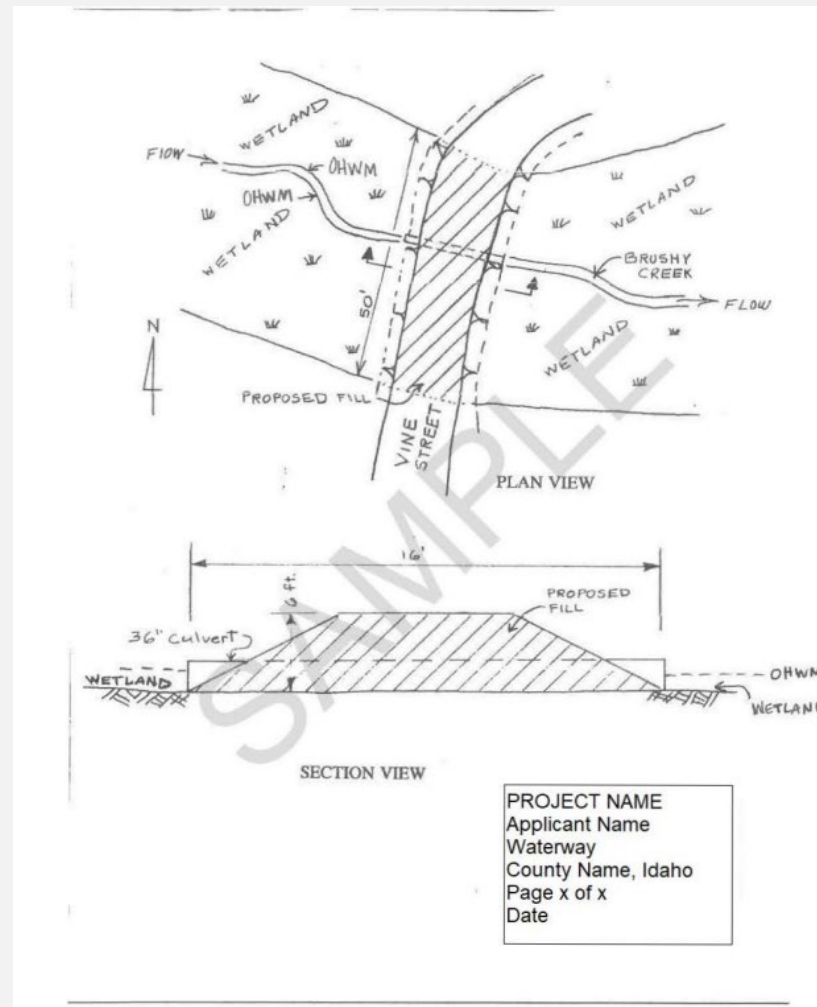 WETLAND
FLOW
OHWM
OHWM
WETLAND
WETLAND
BRUSHY
CREEK
FLOW
50'
N
WETLAND
PROPOSED FILL
VINE
STREET
PLAN VIEW
SAMPLE
16'
6 ft.
PROPOSED
FILL
36" Culvert
OHWM
WETLAND
WETLAND
SECTION VIEW
PROJECT NAME
Applicant Name
Waterway
County Name, Idaho
Page x of x
Date